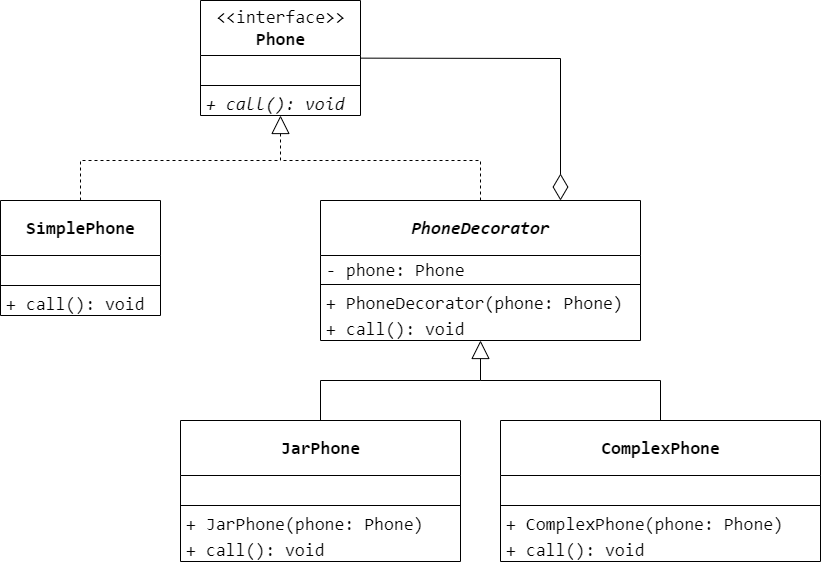 <<interface>>
Phone
+ call(): void
SimplePhone
+ call(): void
PhoneDecorator
- phone: Phone
+ PhoneDecorator(phone: Phone)
+ call(): void
JarPhone
+ JarPhone(phone: Phone)
+ call(): void
ComplexPhone
+ ComplexPhone(phone: Phone)
+ call(): void